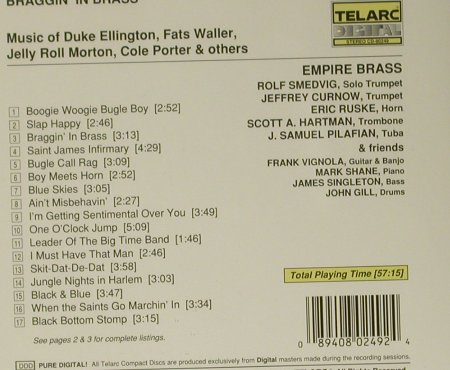 BRAGGIN' IN BRASS
Music of Duke Ellington, Fats Waller,
Jelly Roll Morton, Cole Porter & others
TELARC
DIGITAL
STEREO CD-80249
1 Boogie Woogie Bugle Boy [2:52]
2 Slap Happy [2:46]
3 Braggin' In Brass [3:13]
4 Saint James Infirmary [4:29]
5 Bugle Call Rag [3:09]
6 Boy Meets Horn [2:52]
7 Blue Skies [3:05]
8 Ain't Misbehavin' [2:27]
9 I'm Getting Sentimental Over You [3:49]
10 One O'Clock Jump [5:09]
11 Leader Of The Big Time Band [1:46]
12 I Must Have That Man [2:46]
13 Skit-Dat-De-Dat [3:58]
14 Jungle Nights in Harlem [3:03]
15 Black & Blue [3:47]
16 When the Saints Go Marchin' In [3:34]
17 Black Bottom Stomp [3:15]
See pages 2 & 3 for complete listings.
EMPIRE BRASS
ROLF SMEDVIG, Solo Trumpet
JEFFREY CURNOW, Trumpet
ERIC RUSKE, Horn
SCOTT A. HARTMAN, Trombone
J. SAMUEL PILAFIAN, Tuba
& friends
FRANK VIGNOLA, Guitar & Banjo
MARK SHANE, Piano
JAMES SINGLETON, Bass
JOHN GILL, Drums
Total Playing Time [57:15]
0 89408 02492 4
DDD PURE DIGITAL! All Telarc Compact Discs are produced exclusively from Digital masters made during the recording sessions.